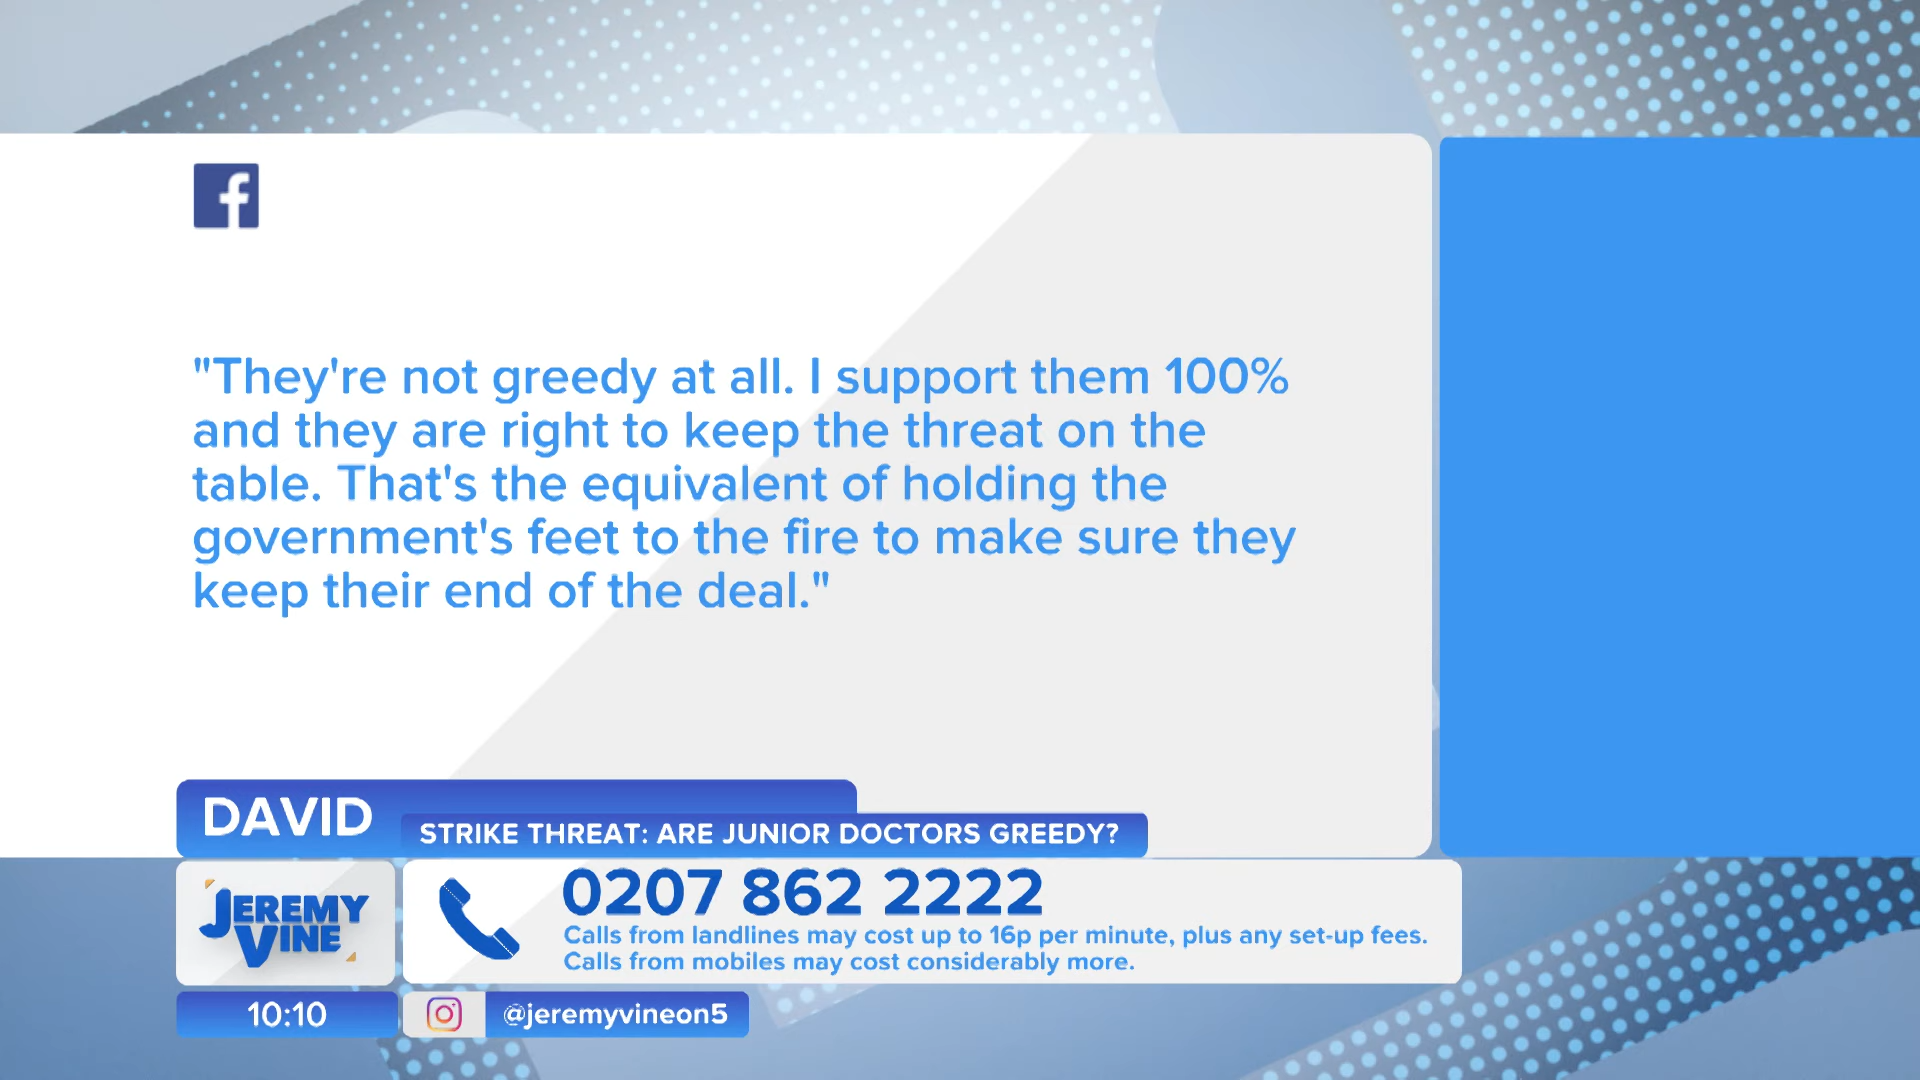 "They're not greedy at all. I support them 100%
and they are right to keep the threat on the
table. That's the equivalent of holding the
government's feet to the fire to make sure they
keep their end of the deal."
DAVID
STRIKE THREAT: ARE JUNIOR DOCTORS GREEDY?
JEREMY
VINE
0207 862 2222
Calls from landlines may cost up to 16p per minute, plus any set-up fees.
Calls from mobiles may cost considerably more.
10:10
@jeremyvineon5